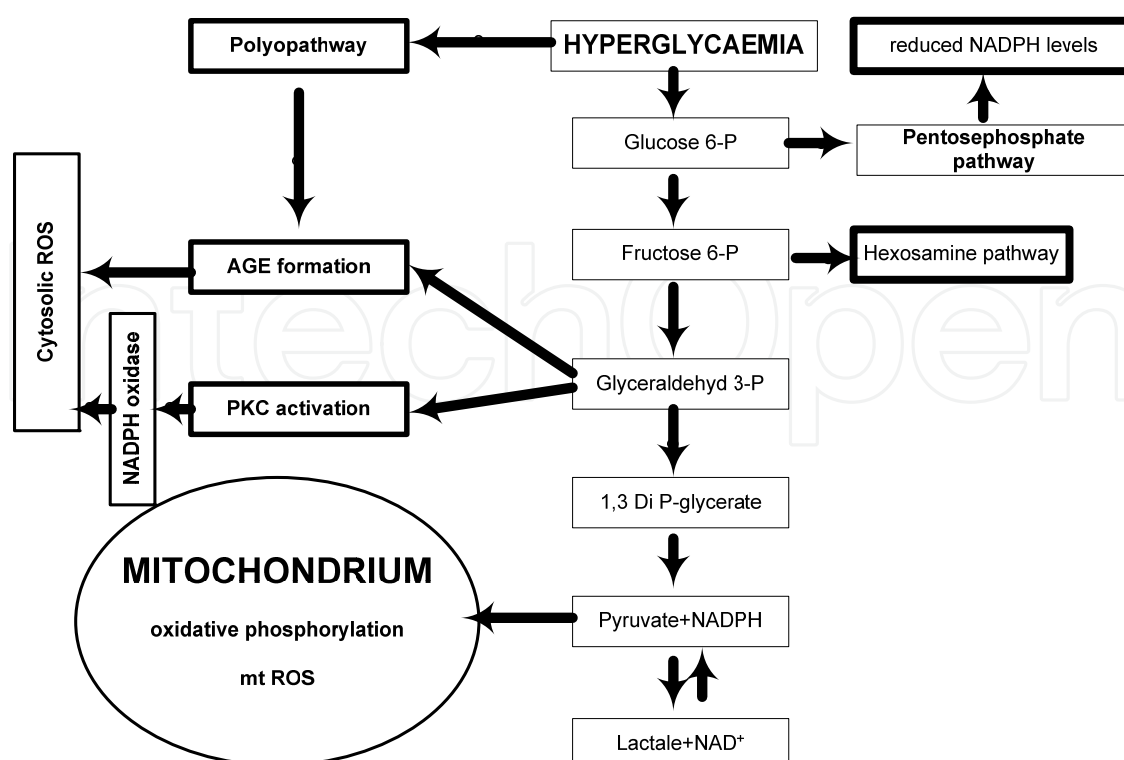 Polyopathway
HYPERGLYCAEMIA
reduced NADPH levels
Glucose 6-P
Pentosephosphate
pathway
Cytosolic ROS
AGE formation
Fructose 6-P
Hexosamine pathway
IntechOpen
NADPH oxidase
PKC activation
Glyceraldehyd 3-P
1,3 Di P-glycerate
MITOCHONDRIUM
oxidative phosphorylation
mt ROS
Pyruvate+NADPH
Lactale+NAD⁺